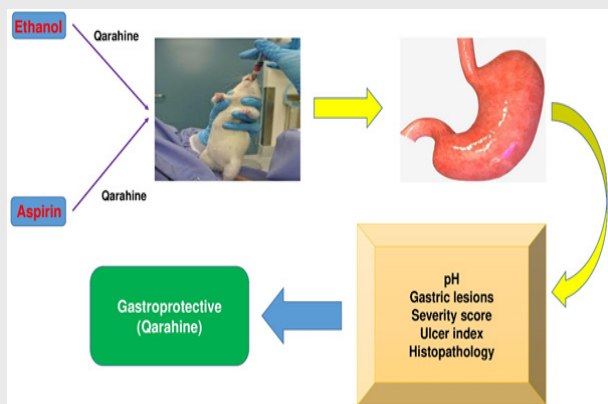 Ethanol
Qarahine
Qarahine
Aspirin
pH
Gastric lesions
Severity score
Ulcer index
Histopathology
Gastroprotective
(Qarahine)